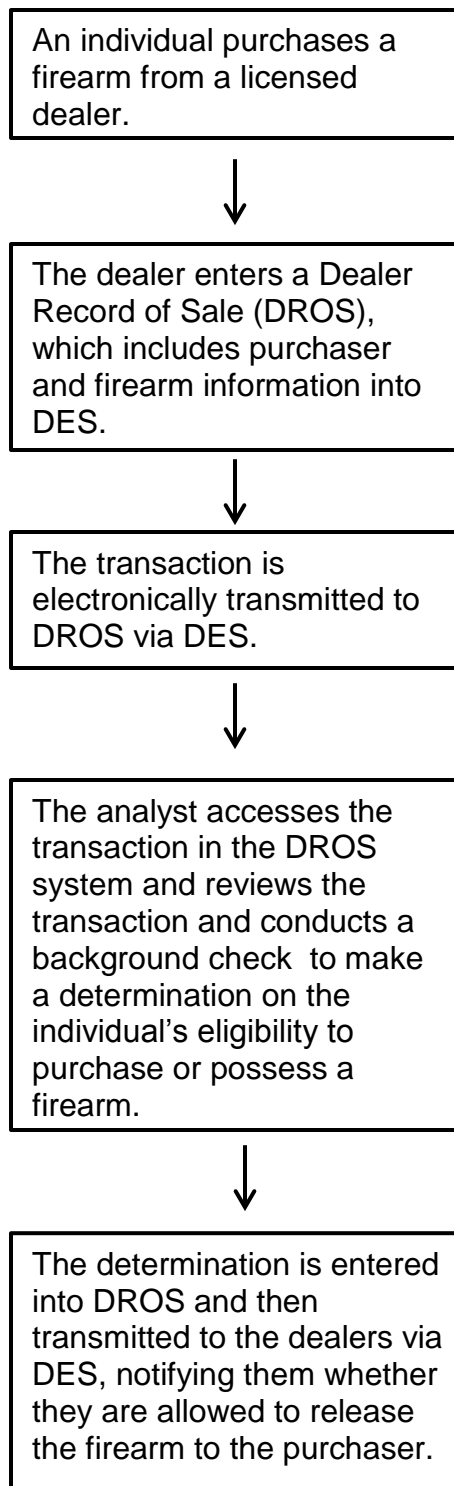 An individual purchases a
firearm from a licensed
dealer.
The dealer enters a Dealer
Record of Sale (DROS),
which includes purchaser
and firearm information into
DES.
The transaction is
electronically transmitted to
DROS via DES.
The analyst accesses the
transaction in the DROS
system and reviews the
transaction and conducts a
background check  to make
a determination on the
individual’s eligibility to
purchase or possess a
firearm.
The determination is entered
into DROS and then
transmitted to the dealers via
DES, notifying them whether
they are allowed to release
the firearm to the purchaser.